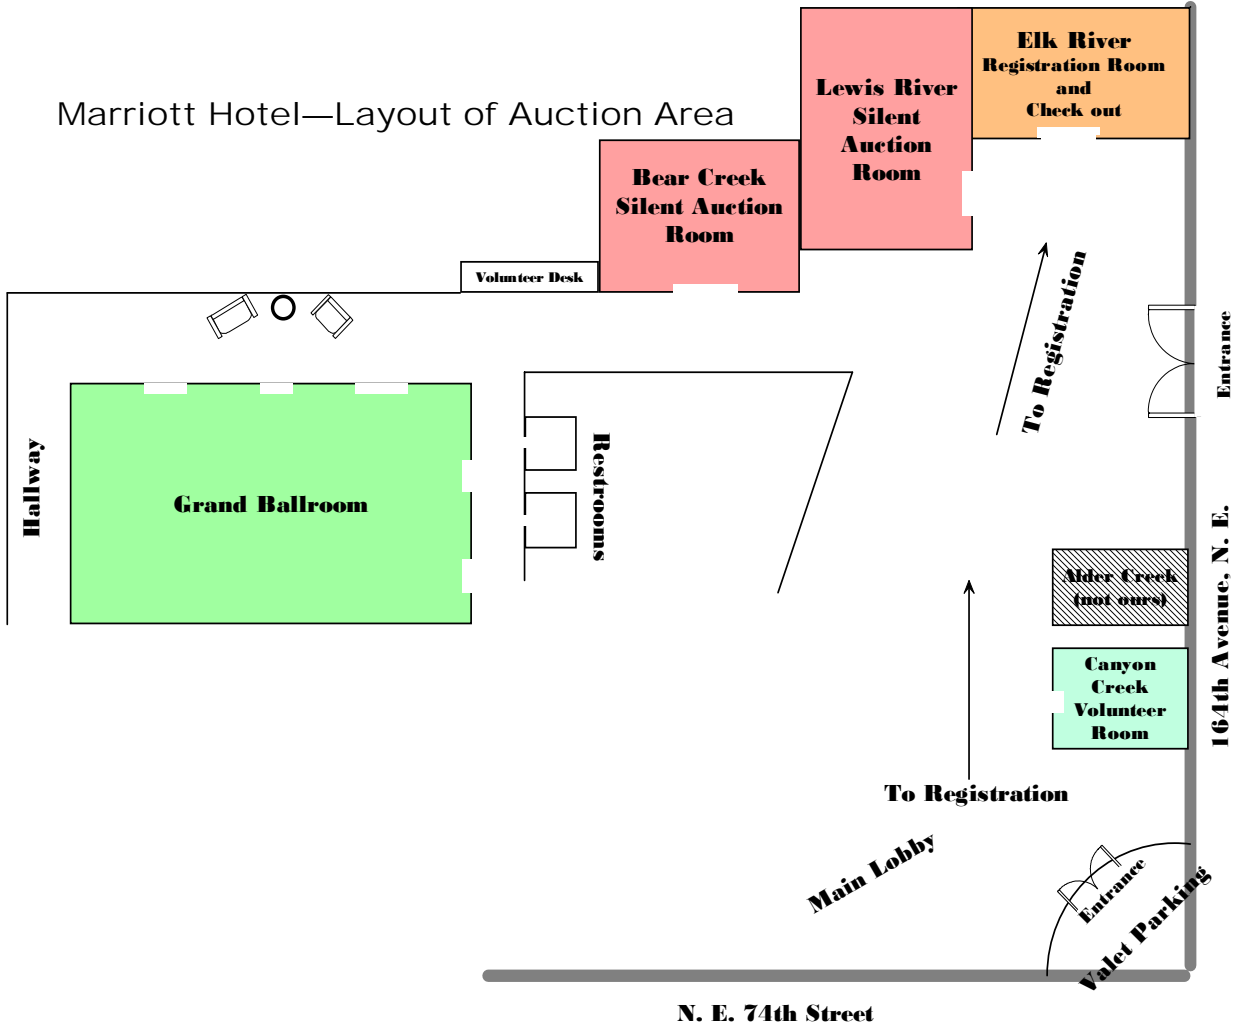 Marriott Hotel—Layout of Auction Area
Elk River
Registration Room
and
Check out
Lewis River
Silent
Auction
Room
Bear Creek
Silent Auction
Room
Volunteer Desk
To Registration
Entrance
Hallway
Grand Ballroom
Restrooms
164th Avenue, N. E.
Alder Creek
(not ours)
Canyon
Creek
Volunteer
Room
To Registration
Main Lobby
Entrance
Valet Parking
N. E. 74th Street